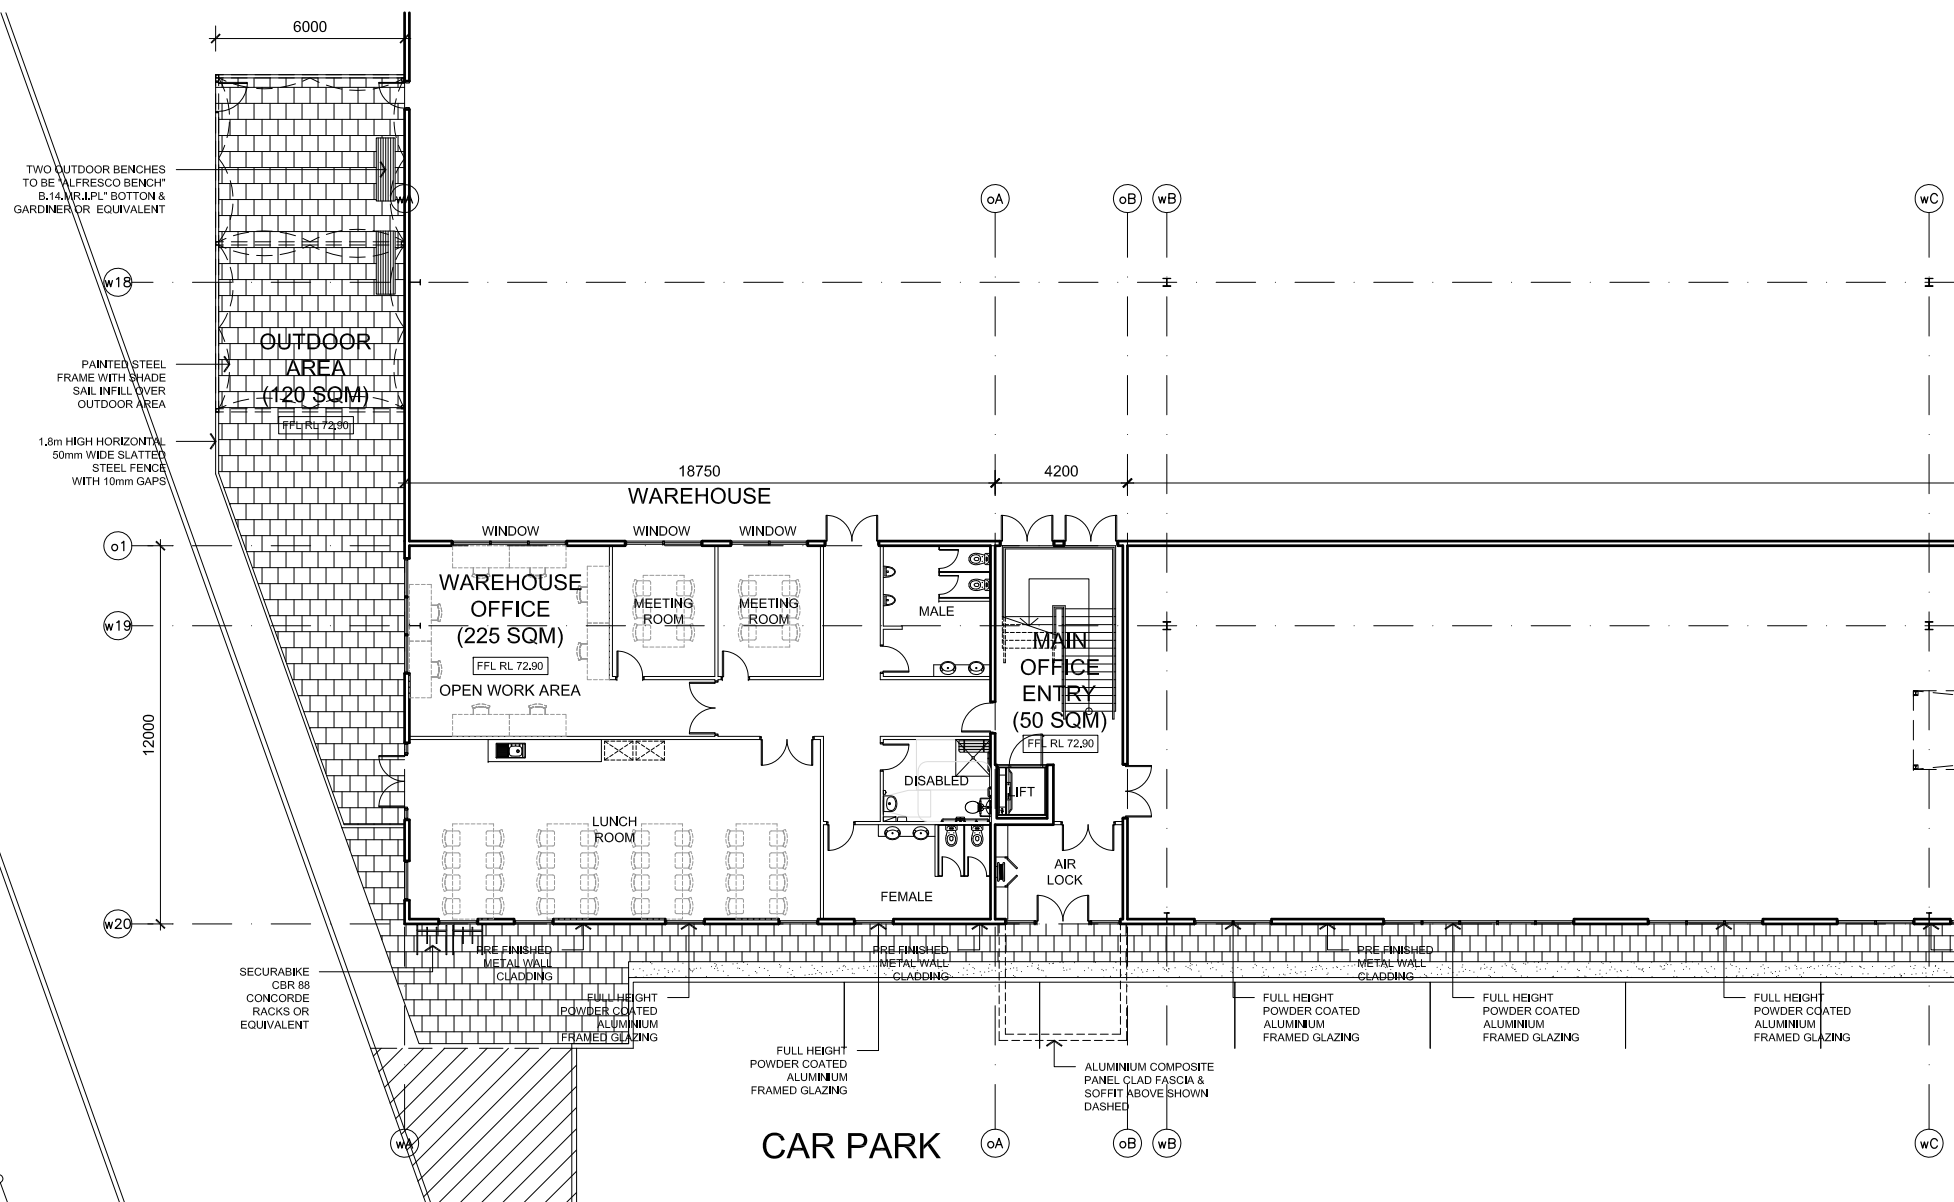 6000
TWO OUTDOOR BENCHES
TO BE "ALFRESCO BENCH"
B.14.MR.I.PL" BOTTON &
GARDINER OR EQUIVALENT
wA
oA
oB
wB
wC
w18
OUTDOOR
AREA
(120 SQM)
FFL RL 72.90
PAINTED STEEL
FRAME WITH SHADE
SAIL INFILL OVER
OUTDOOR AREA
1.8m HIGH HORIZONTAL
50mm WIDE SLATTED
STEEL FENCE
WITH 10mm GAPS
18750
4200
WAREHOUSE
WINDOW
WINDOW
WINDOW
o1
WAREHOUSE
OFFICE
(225 SQM)
FFL RL 72.90
OPEN WORK AREA
MEETING
ROOM
MEETING
ROOM
MALE
w19
MAIN
OFFICE
ENTRY
(50 SQM)
FFL RL 72.90
12000
DISABLED
LIFT
LUNCH
ROOM
AIR
LOCK
FEMALE
w20
PRE FINISHED
METAL WALL
CLADDING
PRE FINISHED
METAL WALL
CLADDING
PRE FINISHED
METAL WALL
CLADDING
SECURABIKE
CBR 88
CONCORDE
RACKS OR
EQUIVALENT
FULL HEIGHT
POWDER COATED
ALUMINIUM
FRAMED GLAZING
FULL HEIGHT
POWDER COATED
ALUMINIUM
FRAMED GLAZING
FULL HEIGHT
POWDER COATED
ALUMINIUM
FRAMED GLAZING
FULL HEIGHT
POWDER COATED
ALUMINIUM
FRAMED GLAZING
FULL HEIGHT
POWDER COATED
ALUMINIUM
FRAMED GLAZING
ALUMINIUM COMPOSITE
PANEL CLAD FASCIA &
SOFFIT ABOVE SHOWN
DASHED
CAR PARK
wA
oA
oB
wB
wC